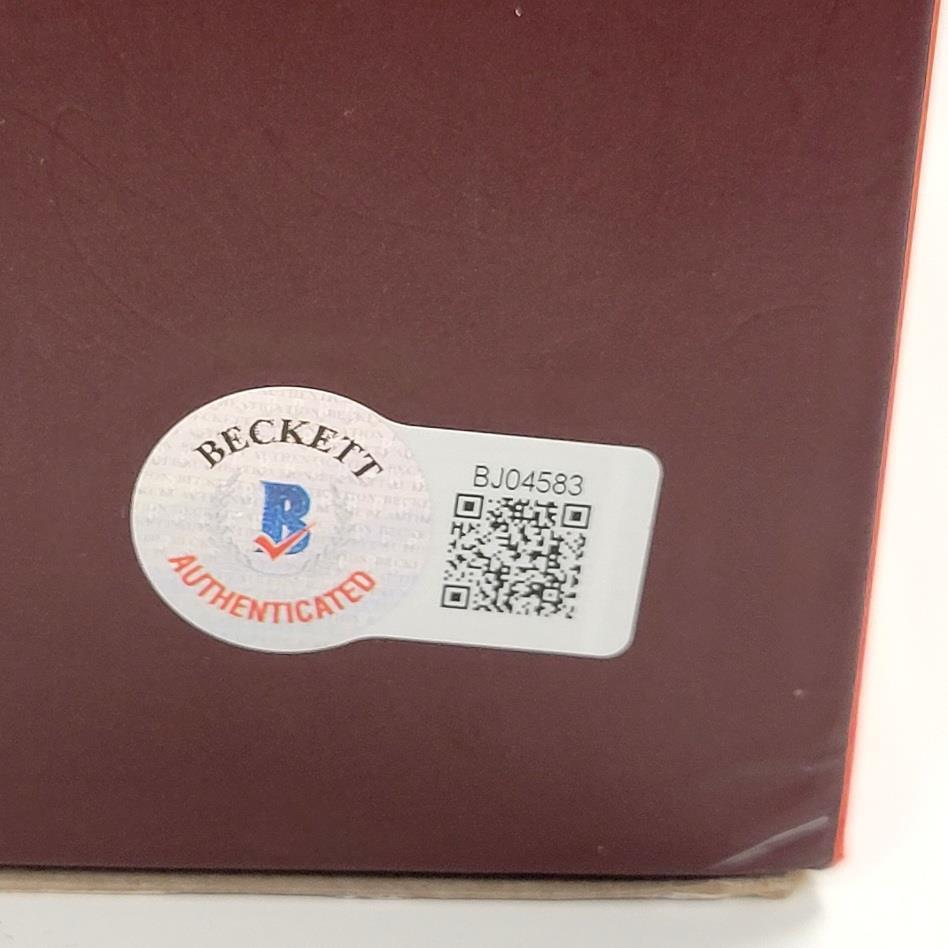 BECKETT
B
AUTHENTICATED
BJ04583